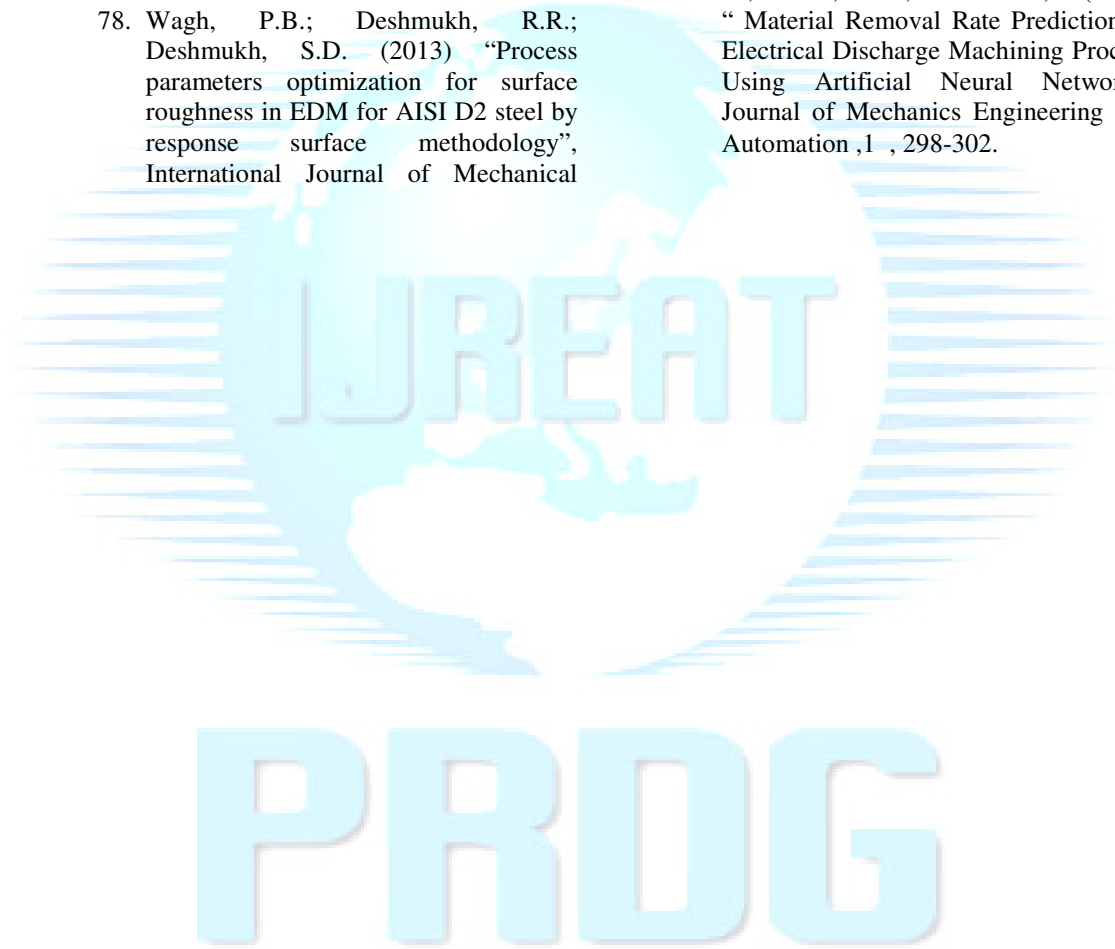 78. Wagh, P.B.; Deshmukh, R.R.;
Deshmukh, S.D. (2013) “Process
parameters optimization for surface
roughness in EDM for AISI D2 steel by
response surface methodology”,
International Journal of Mechanical
“ Material Removal Rate Prediction
Electrical Discharge Machining
Using Artificial Neural
Journal of Mechanics Engineering
Automation ,1 , 298-302.
IJREAT
PRDG